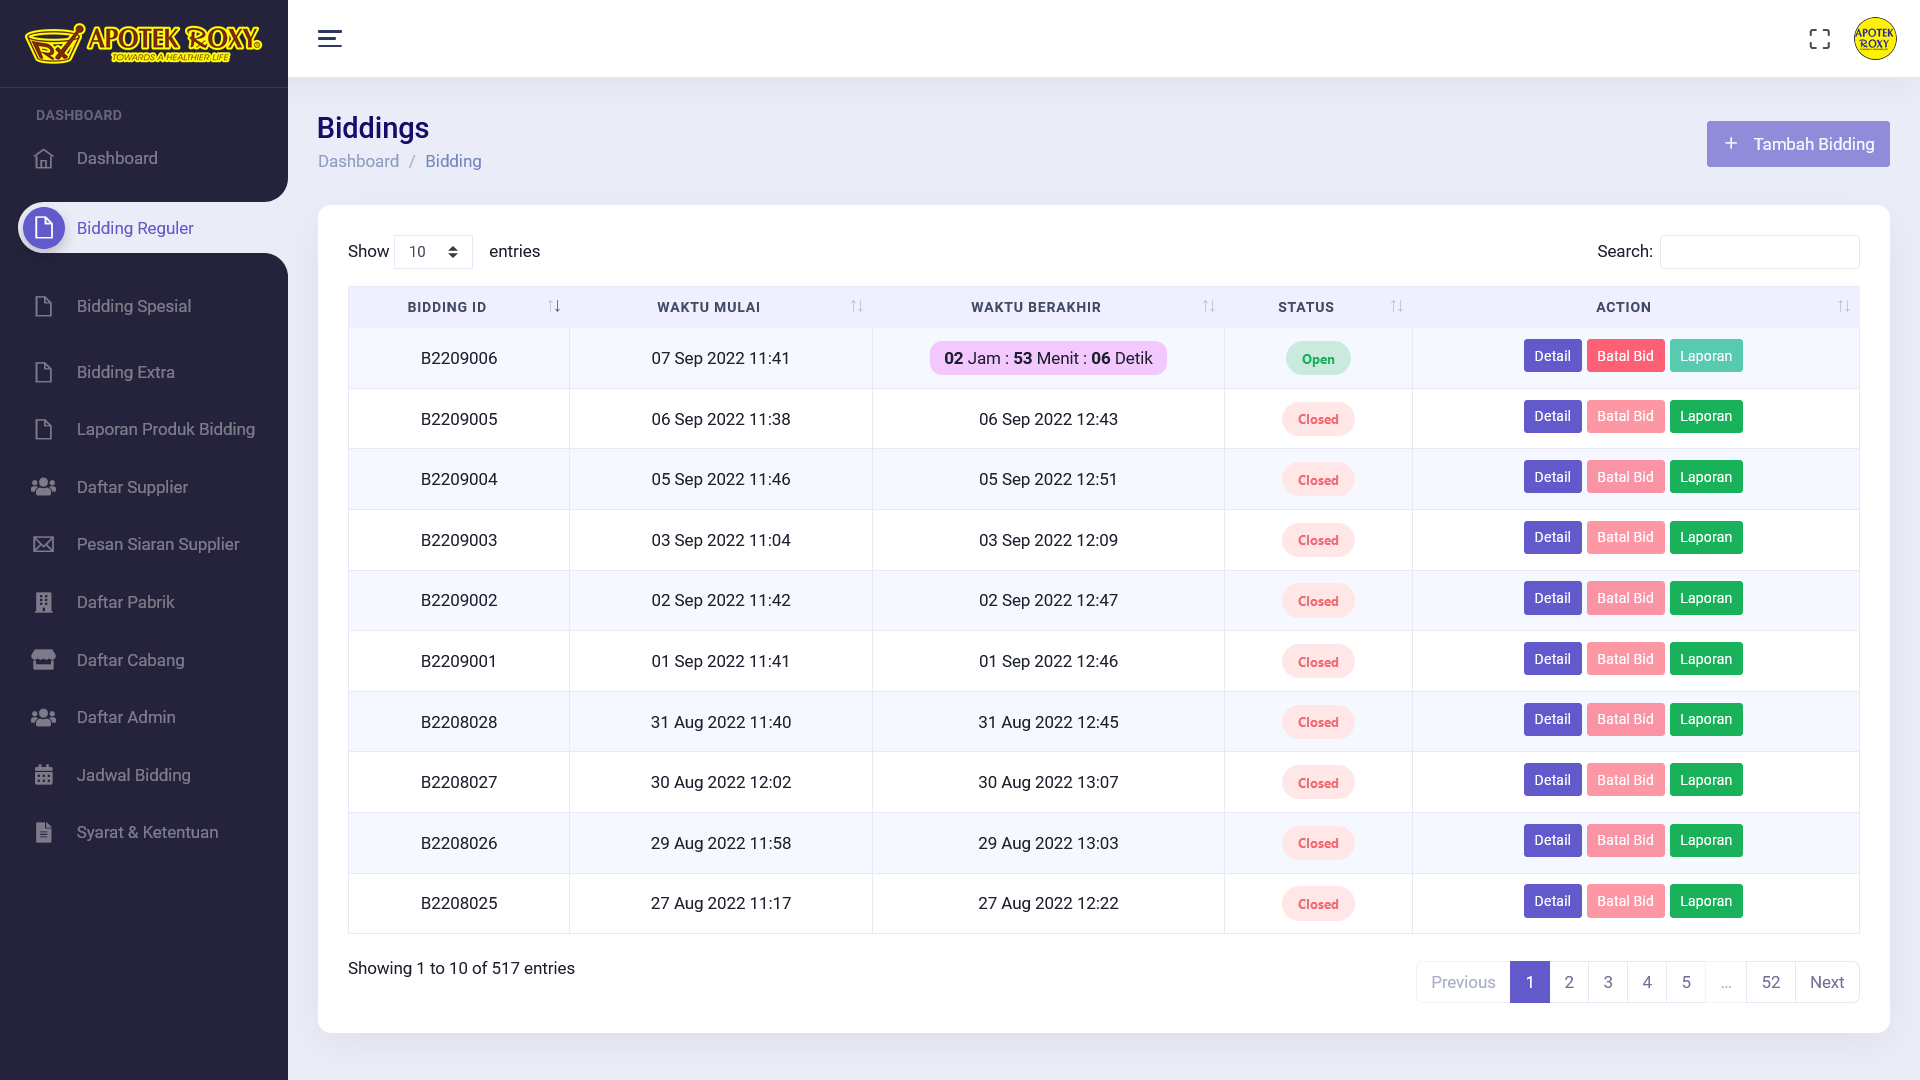 APOTEK ROXY
TOWARDS A HEALTHIER LIFE
DASHBOARD
Dashboard
Bidding Reguler
Bidding Spesial
Bidding Extra
Laporan Produk Bidding
Daftar Supplier
Pesan Siaran Supplier
Daftar Pabrik
Daftar Cabang
Daftar Admin
Jadwal Bidding
Syarat & Ketentuan
APOTEK
ROXY
Biddings
Dashboard / Bidding
+ Tambah Bidding
Show 10 entries
Search:
BIDDING ID WAKTU MULAI WAKTU BERAKHIR STATUS ACTION
B2209006 07 Sep 2022 11:41 02 Jam : 53 Menit : 06 Detik Open Detail Batal Bid Laporan
B2209005 06 Sep 2022 11:38 06 Sep 2022 12:43 Closed Detail Batal Bid Laporan
B2209004 05 Sep 2022 11:46 05 Sep 2022 12:51 Closed Detail Batal Bid Laporan
B2209003 03 Sep 2022 11:04 03 Sep 2022 12:09 Closed Detail Batal Bid Laporan
B2209002 02 Sep 2022 11:42 02 Sep 2022 12:47 Closed Detail Batal Bid Laporan
B2209001 01 Sep 2022 11:41 01 Sep 2022 12:46 Closed Detail Batal Bid Laporan
B2208028 31 Aug 2022 11:40 31 Aug 2022 12:45 Closed Detail Batal Bid Laporan
B2208027 30 Aug 2022 12:02 30 Aug 2022 13:07 Closed Detail Batal Bid Laporan
B2208026 29 Aug 2022 11:58 29 Aug 2022 13:03 Closed Detail Batal Bid Laporan
B2208025 27 Aug 2022 11:17 27 Aug 2022 12:22 Closed Detail Batal Bid Laporan
Showing 1 to 10 of 517 entries
Previous 1 2 3 4 5 … 52 Next